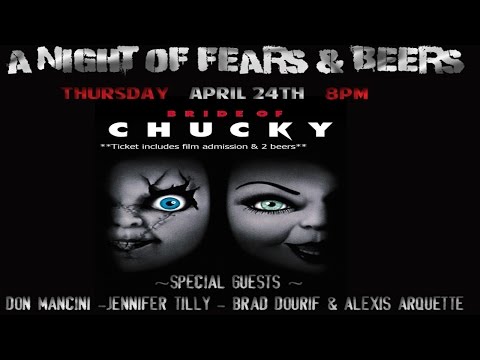 A NIGHT OF FEARS & BEERS
THURSDAY APRIL 24TH 8PM
BRIDE OF
CHUCKY
**Ticket includes film admission & 2 beers**
~SPECIAL GUESTS ~
DON MANCINI -JENNIFER TILLY - BRAD DOURIF & ALEXIS ARQUETTE